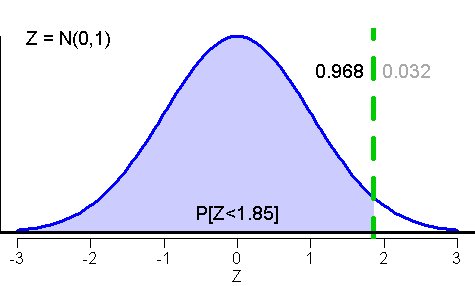 Z = N(0,1)
0.968 0.032
P[Z<1.85]
-3 -2 -1 0 1 2 3
Z